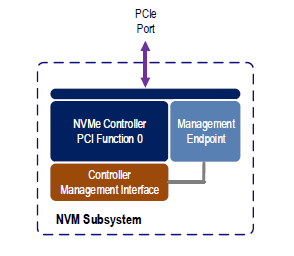 PCIe
Port
NVMe Controller
PCI Function 0
Management
Endpoint
Controller
Management Interface
NVM Subsystem